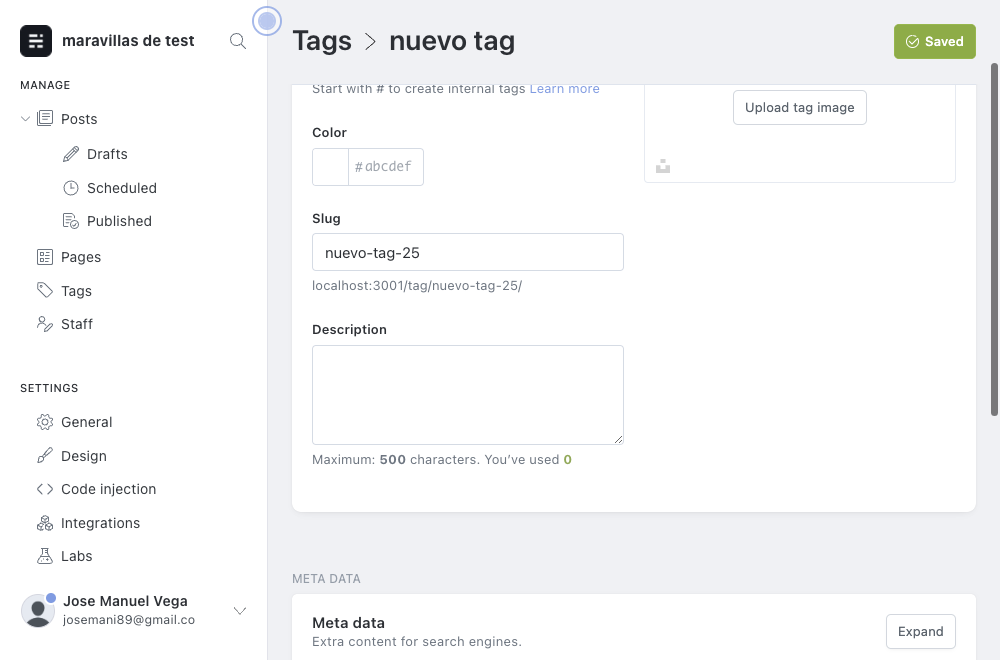 maravillas de test
MANAGE
Posts
Drafts
Scheduled
Published
Pages
Tags
Staff
SETTINGS
General
Design
Code injection
Integrations
Labs
Jose Manuel Vega
josemani89@gmail.co
Tags > nuevo tag
Saved
Start with # to create internal tags Learn more
Upload tag image
Color
# abcdef
Slug
nuevo-tag-25
localhost:3001/tag/nuevo-tag-25/
Description
Maximum: 500 characters. You’ve used 0
META DATA
Meta data
Extra content for search engines.
Expand